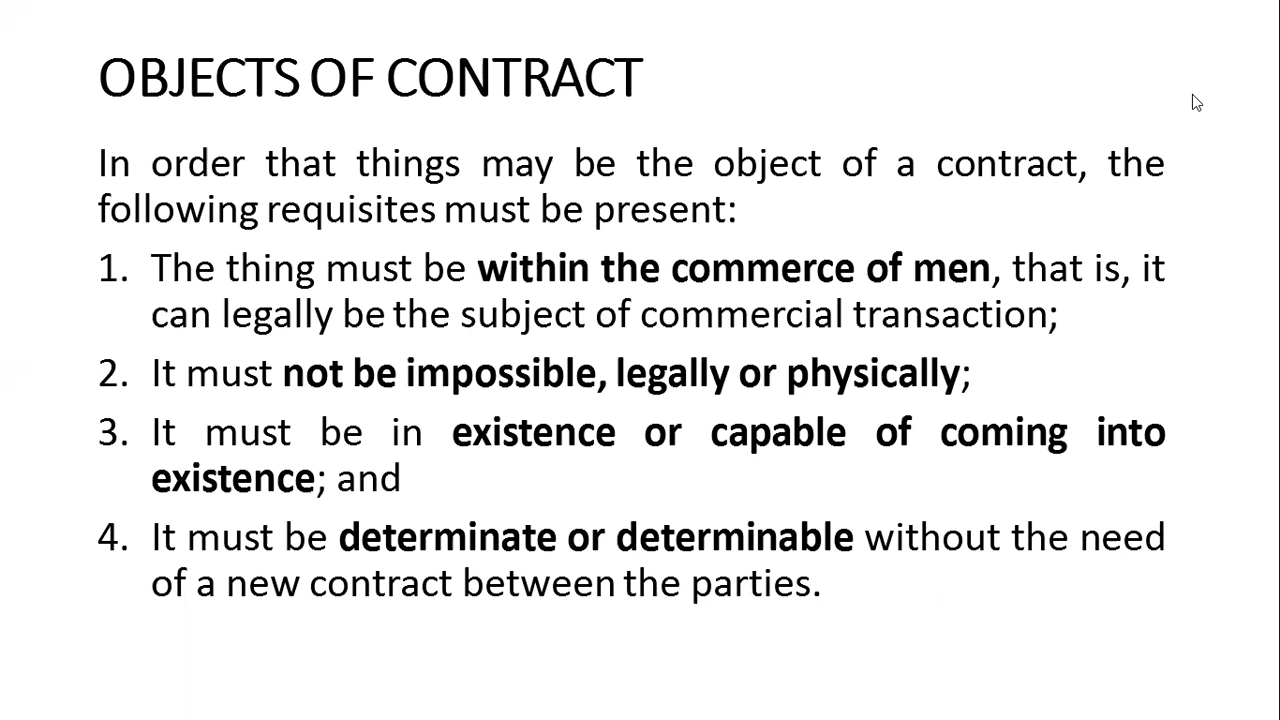 OBJECTS OF CONTRACT
In order that things may be the object of a contract, the
following requisites must be present:
1. The thing must be within the commerce of men, that is, it
can legally be the subject of commercial transaction;
2. It must not be impossible, legally or physically;
3. It must be in existence or capable of coming into
existence; and
4. It must be determinate or determinable without the need
of a new contract between the parties.